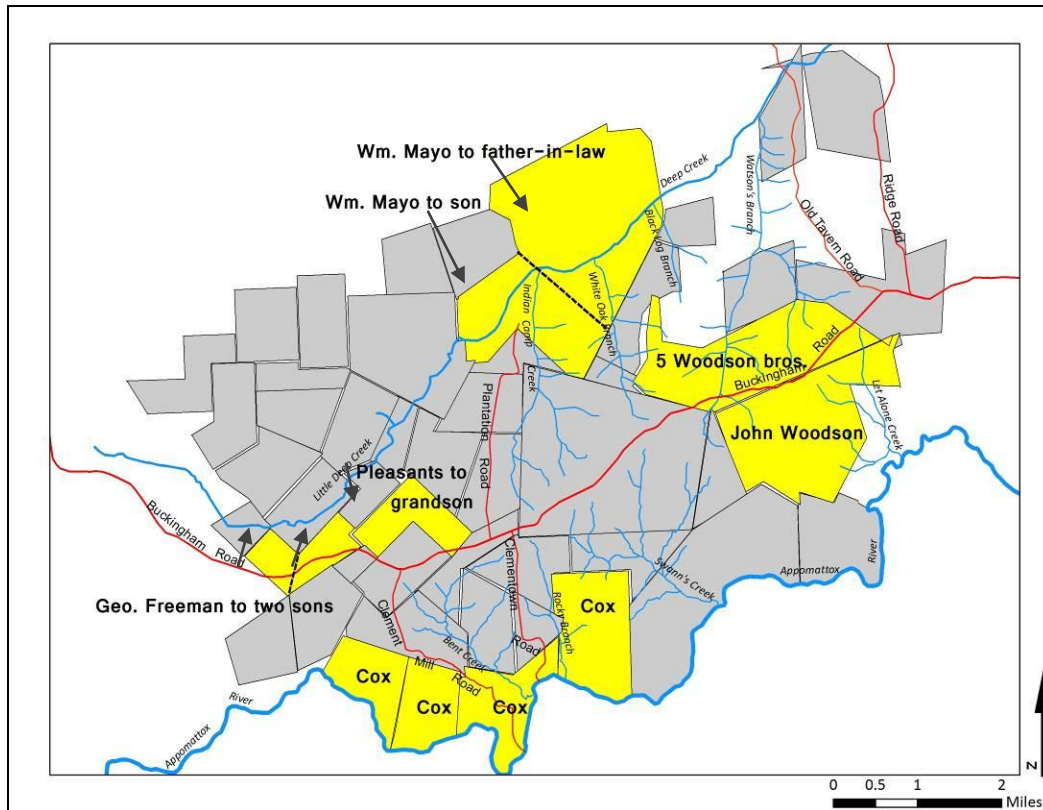 Wm. Mayo to father-in-law
Deep Creek
Wm. Mayo to son
Black Log Branch
Watson's Branch
Old Tavern Road
Ridge Road
Indian Camp
Creek
White Oak Branch
5 Woodson bros.
Buckingham Road
Let Alone Creek
John Woodson
Plantation Road
Little Deep Creek
Pleasants to
grandson
Buckingham Road
Geo. Freeman to two sons
Clementown Road
Swann's Creek
Appomattox River
Rocky Branch
Cox
Clement Mill Road
Bent Creek
Cox
Cox
Cox
Appomattox River
N
0 0.5 1 2
Miles